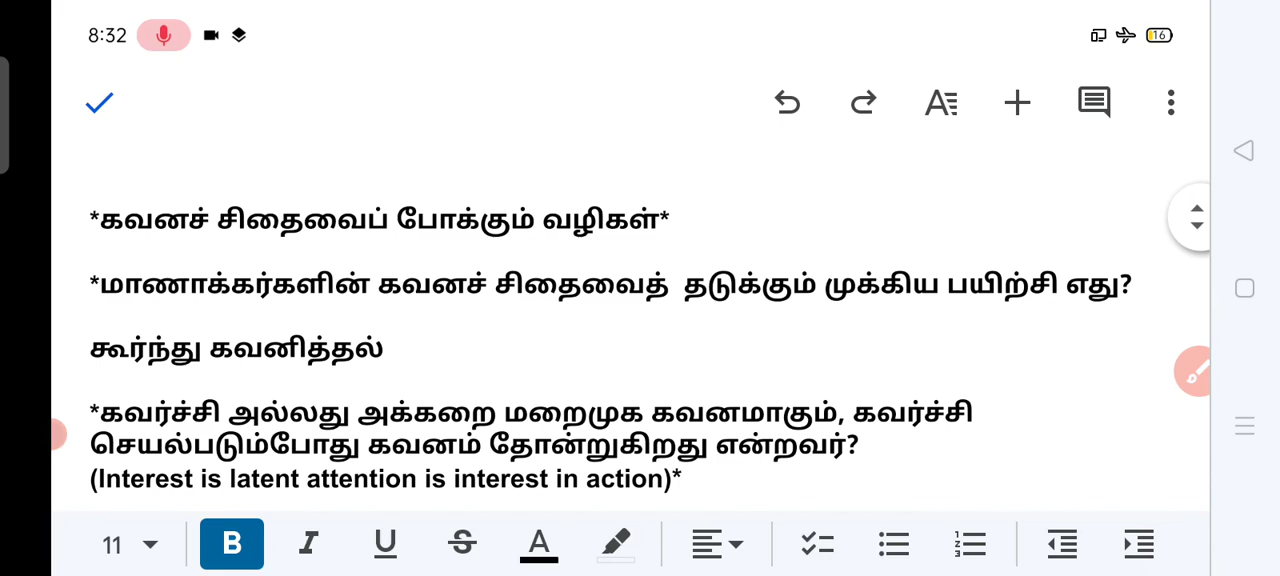 8:32
16
*கவனச் சிதைவைப் போக்கும் வழிகள்*
*மாணாக்கர்களின் கவனச் சிதைவைத்  தடுக்கும் முக்கிய பயிற்சி எது?
கூர்ந்து கவனித்தல்
*கவர்ச்சி அல்லது அக்கறை மறைமுக கவனமாகும், கவர்ச்சி
செயல்படும்போது கவனம் தோன்றுகிறது என்றவர்?
(Interest is latent attention is interest in action)*
11 B I U S A